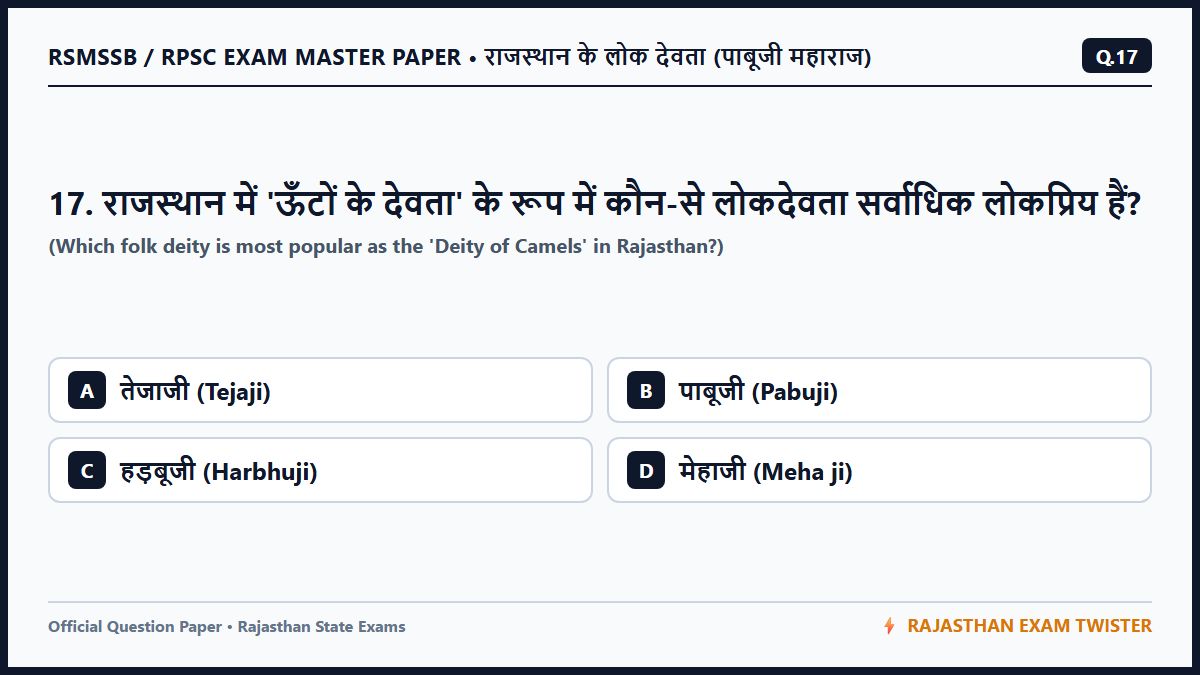 RSMSSB / RPSC EXAM MASTER PAPER • राजस्थान के लोक देवता (पाबूजी महाराज)
Q.17
17. राजस्थान में 'ऊँटों के देवता' के रूप में कौन-से लोकदेवता सर्वाधिक लोकप्रिय हैं?
(Which folk deity is most popular as the 'Deity of Camels' in Rajasthan?)
A तेजाजी (Tejaji)
B पाबूजी (Pabuji)
C हड़बूजी (Harbhuji)
D मेहाजी (Meha ji)
Official Question Paper • Rajasthan State Exams
RAJASTHAN EXAM TWISTER